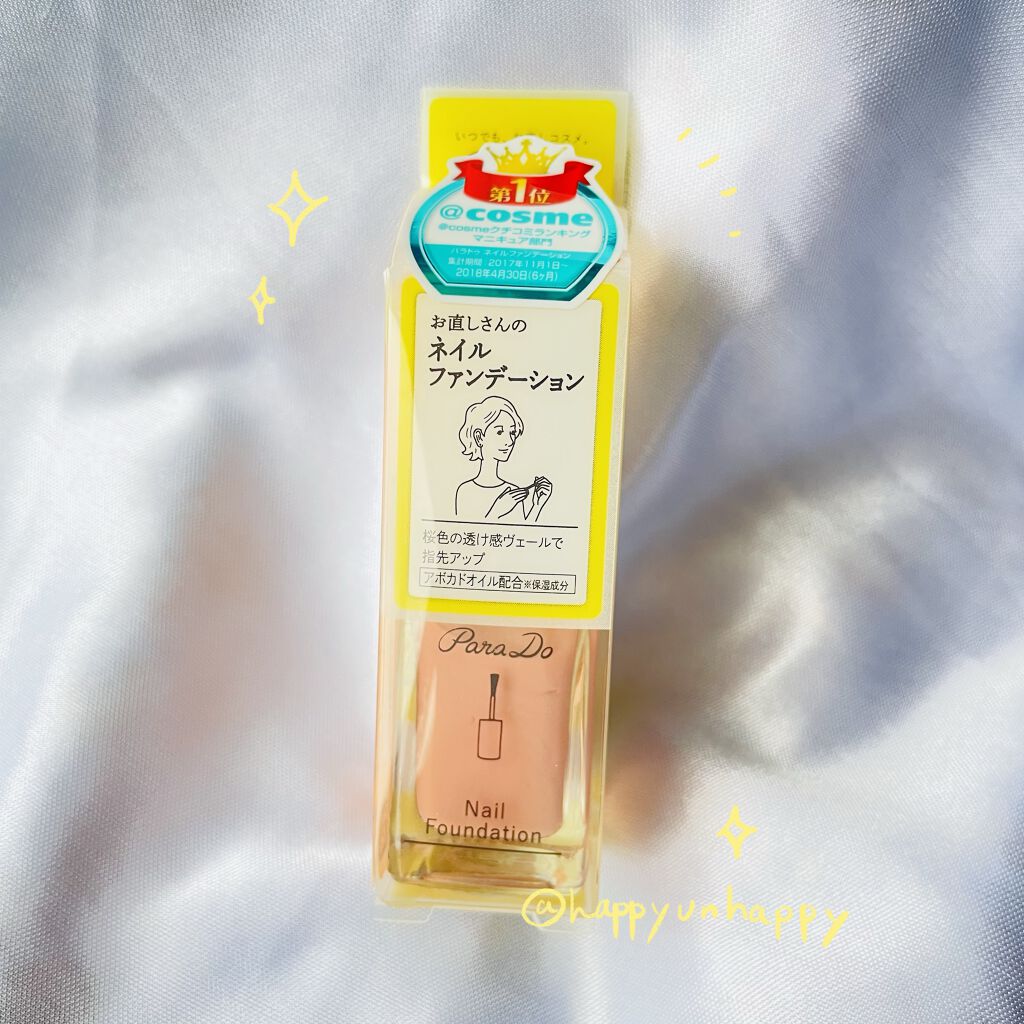 いつでも、お直しコスメ。
第1位
@cosme
@cosmeクチコミランキング
マニキュア部門
パラドゥ ネイルファンデーション
集計期間：2017年11月1日～
2018年4月30日(6ヶ月)
お直しさんの
ネイル
ファンデーション
桜色の透け感ヴェールで
指先アップ
アボカドオイル配合※保湿成分
ParaDo
Nail
Foundation
@happyunhappy